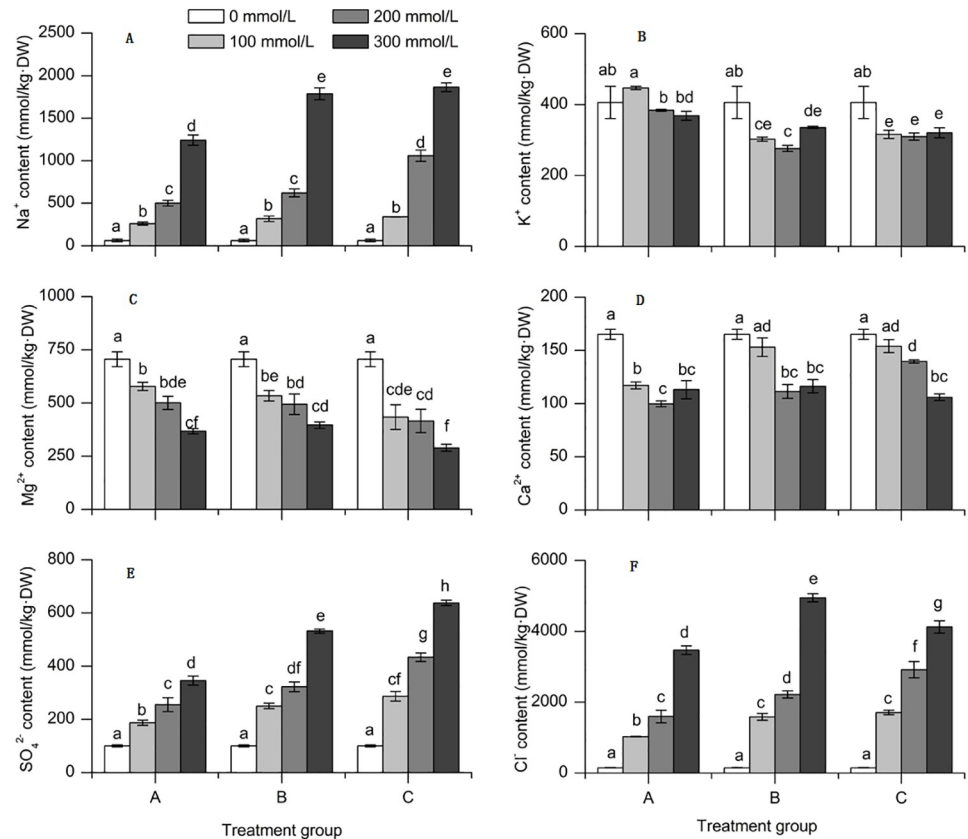 0 mmol/L
200 mmol/L
100 mmol/L
300 mmol/L
A
Na⁺ content (mmol/kg·DW)
2500
2000
1500
1000
500
0
a
b
c
d
a
b
c
e
a
b
d
e
B
K⁺ content (mmol/kg·DW)
600
400
200
0
ab
a
b
bd
ab
ce
c
de
ab
e
e
e
C
Mg²⁺ content (mmol/kg·DW)
1000
750
500
250
0
a
b
bde
cf
a
be
bd
cd
a
cde
cd
f
D
Ca²⁺ content (mmol/kg·DW)
200
150
100
50
0
a
b
c
bc
a
ad
bc
bc
a
ad
d
bc
E
SO₄²⁻ content (mmol/kg·DW)
800
600
400
200
0
a
b
c
d
a
c
df
e
a
cf
g
h
A
B
C
Treatment group
F
Cl⁻ content (mmol/kg·DW)
6000
4000
2000
0
a
b
c
d
a
c
d
e
a
c
f
g
A
B
C
Treatment group